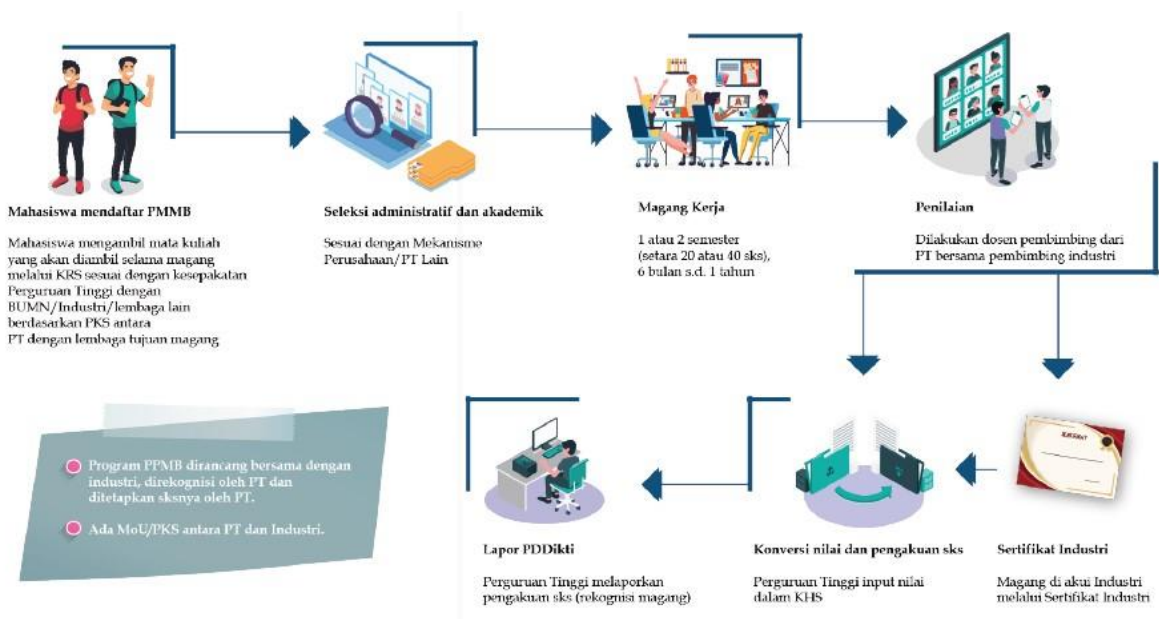 Mahasiswa mendaftar PMMB
Mahasiswa mengambil mata kuliah
yang akan diambil selama magang
melalui KRS sesuai dengan kesepakatan
Perguruan Tinggi dengan
BUMN/Industri/lembaga lain
berdasarkan PKS antara
PT dengan lembaga tujuan magang
Seleksi administratif dan akademik
Sesuai dengan Mekanisme
Perusahaan/PT Lain
Magang Kerja
1 atau 2 semester
(setara 20 atau 40 sks),
6 bulan s.d. 1 tahun
Penilaian
Dilakukan dosen pembimbing dari
PT bersama pembimbing industri
Program PPMB dirancang bersama dengan
industri, direkognisi oleh PT dan
ditetapkan sksnya oleh PT.
Ada MoU/PKS antara PT dan Industri.
Lapor PDDikti
Perguruan Tinggi melaporkan
pengakuan sks (rekognisi magang)
Konversi nilai dan pengakuan sks
Perguruan Tinggi input nilai
dalam KHS
Sertifikat Industri
Magang di akui Industri
melalui Sertifikat Industri